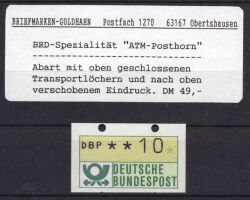 BRIEFMARKEN-GOLDHAHN Postfach 1270 63167 Obertshausen
BRD-Spezialität "ATM-Posthorn"
Abart mit oben geschlossenen
Transportlöchern und nach oben
verschobenem Eindruck. DM 49,-
DBP **10*
DEUTSCHE
BUNDESPOST